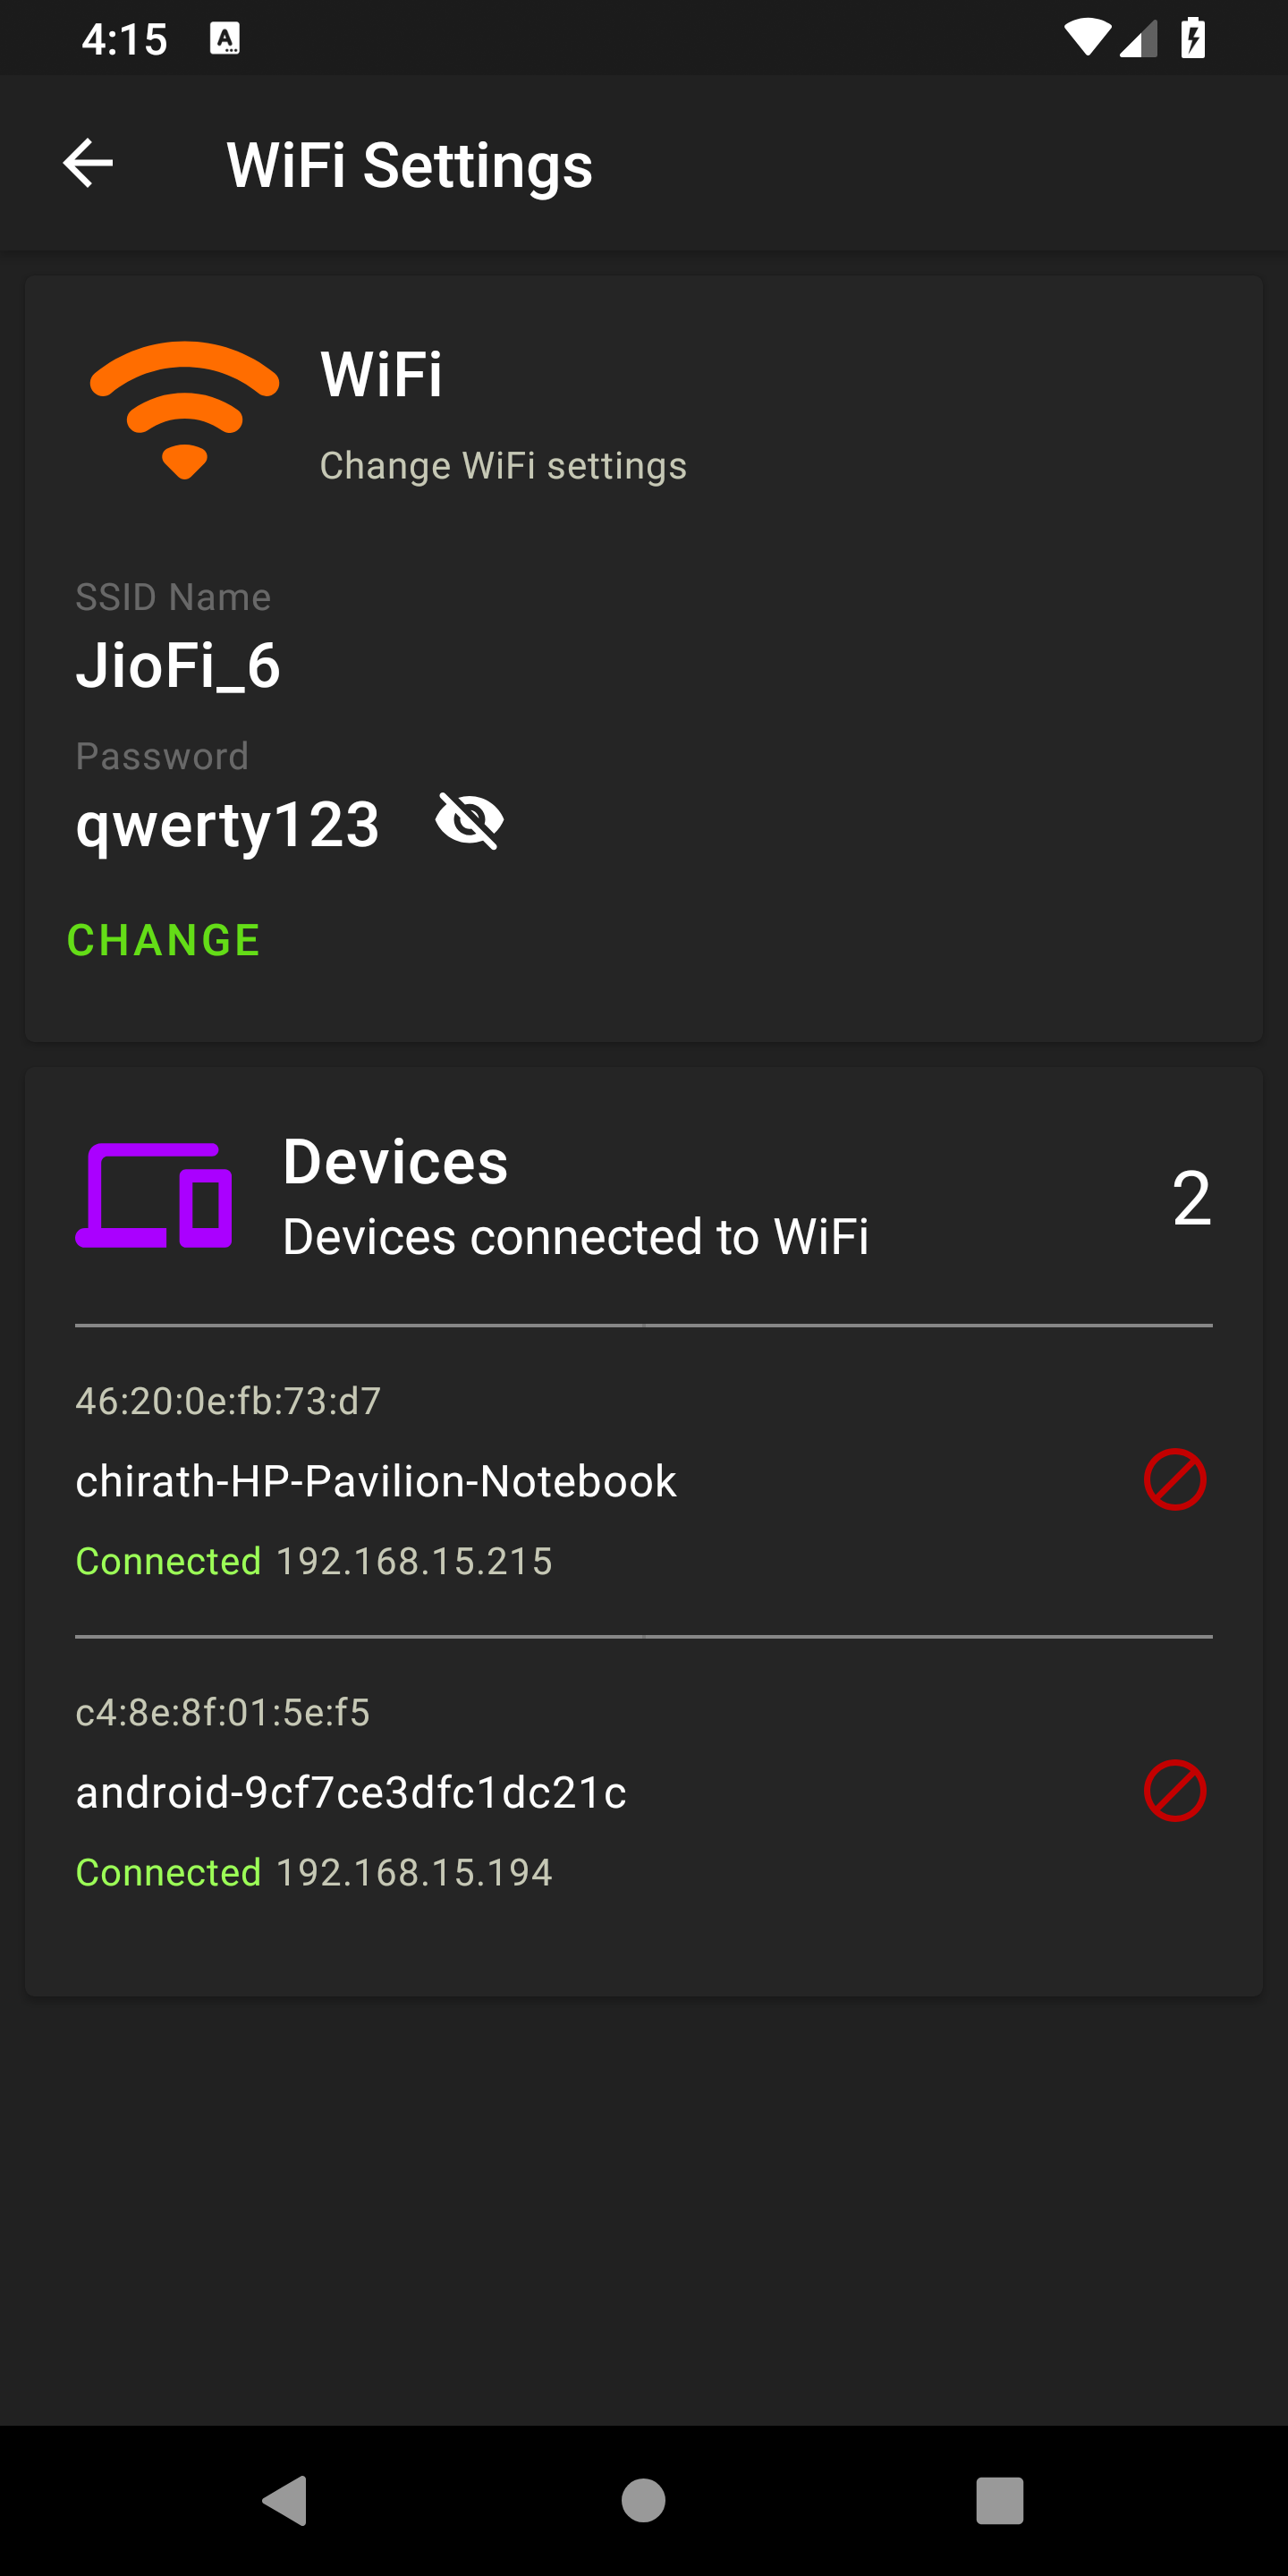 4:15
WiFi Settings
WiFi
Change WiFi settings
SSID Name
JioFi_6
Password
qwerty123
CHANGE
Devices
Devices connected to WiFi
2
46:20:0e:fb:73:d7
chirath-HP-Pavilion-Notebook
Connected 192.168.15.215
c4:8e:8f:01:5e:f5
android-9cf7ce3dfc1dc21c
Connected 192.168.15.194